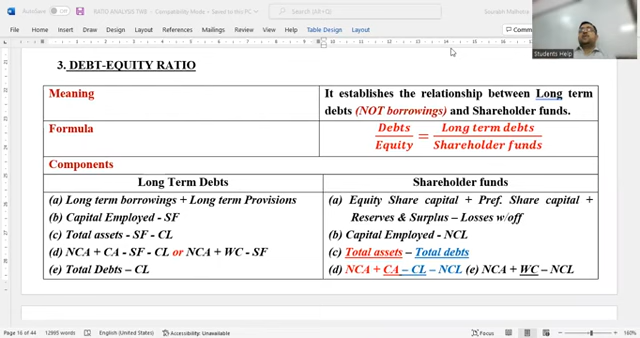 AutoSave Off RATIO ANALYSIS TWB - Compatibility Mode - Saved to this PC Sourabh Malhotra
File Home Insert Draw Design Layout References Mailings Review View Help Table Design Layout Comm
Students Help
3. DEBT-EQUITY RATIO
Meaning
It establishes the relationship between Long term
debts (NOT borrowings) and Shareholder funds.
Formula
Debts / Equity = Long term debts / Shareholder funds
Components
Long Term Debts
(a) Long term borrowings + Long term Provisions
(b) Capital Employed - SF
(c) Total assets - SF - CL
(d) NCA + CA - SF - CL or NCA + WC - SF
(e) Total Debts – CL
Shareholder funds
(a) Equity Share capital + Pref. Share capital +
Reserves & Surplus – Losses w/off
(b) Capital Employed - NCL
(c) Total assets – Total debts
(d) NCA + CA – CL – NCL (e) NCA + WC – NCL
Page 16 of 44 12995 words English (United States) Accessibility: Unavailable Focus 160%